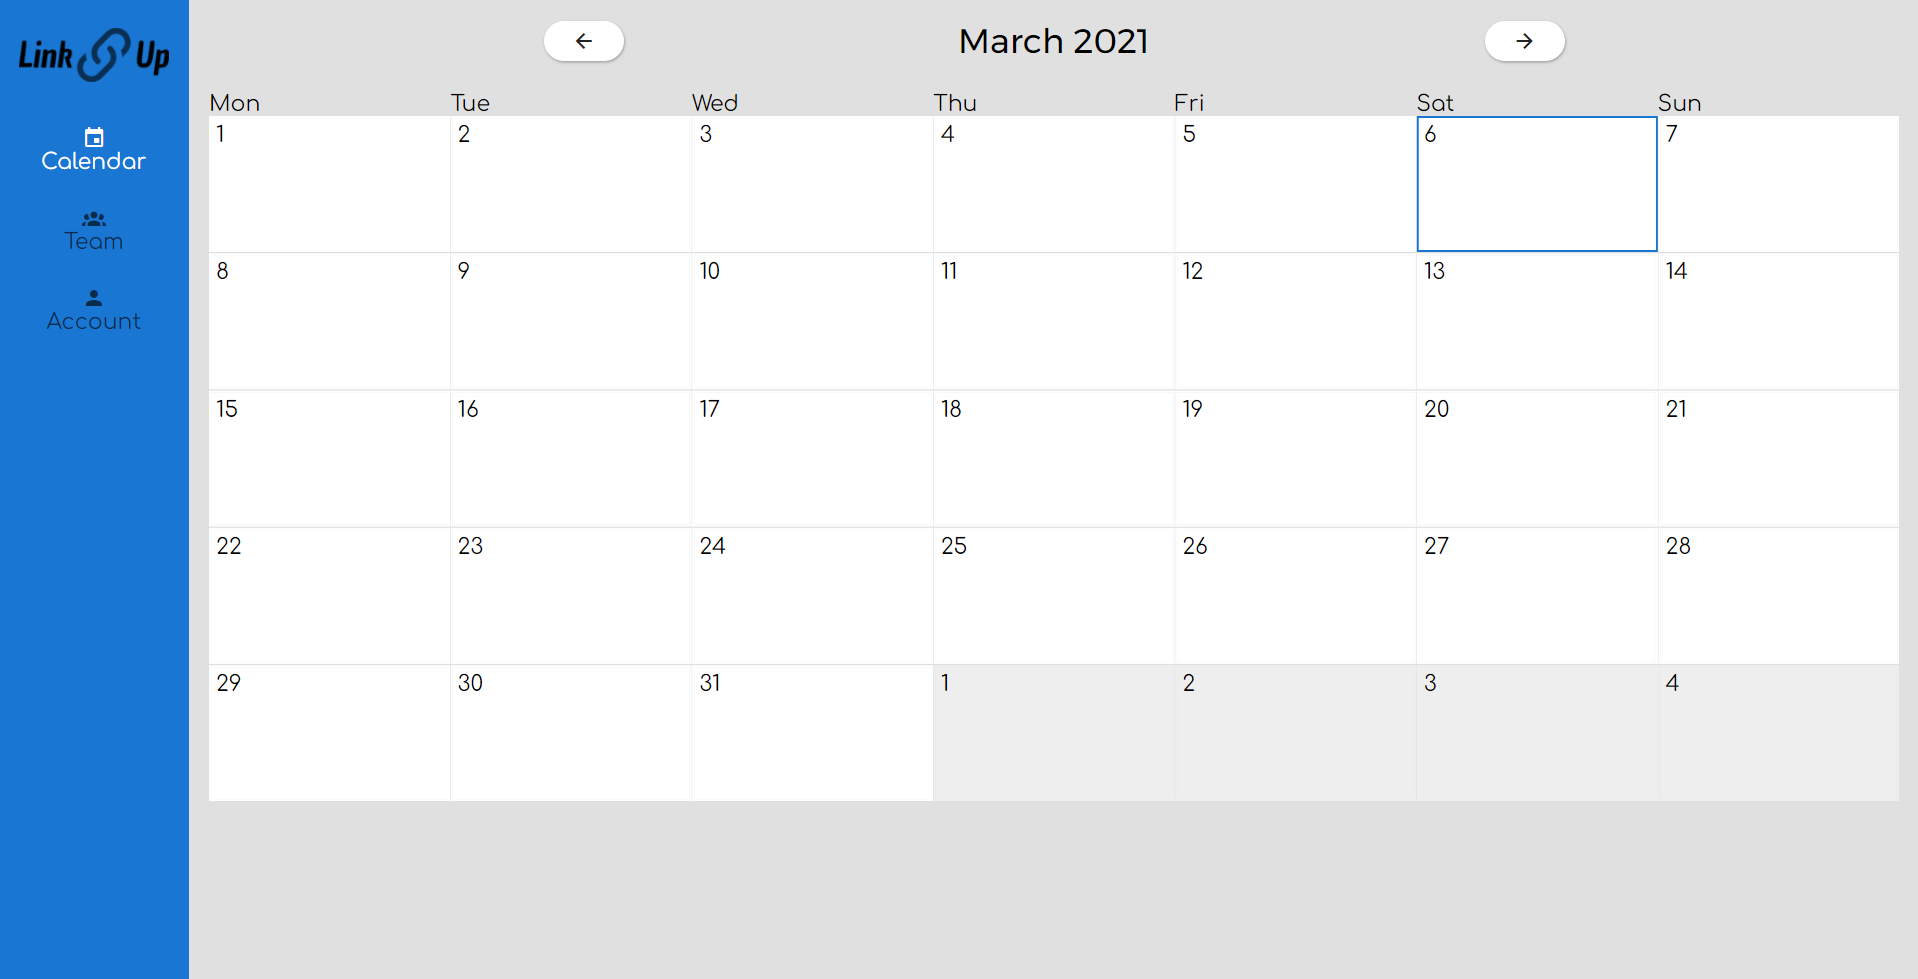 Link Up
Calendar
Team
Account
March 2021
Mon Tue Wed Thu Fri Sat Sun
1 2 3 4 5 6 7
8 9 10 11 12 13 14
15 16 17 18 19 20 21
22 23 24 25 26 27 28
29 30 31 1 2 3 4